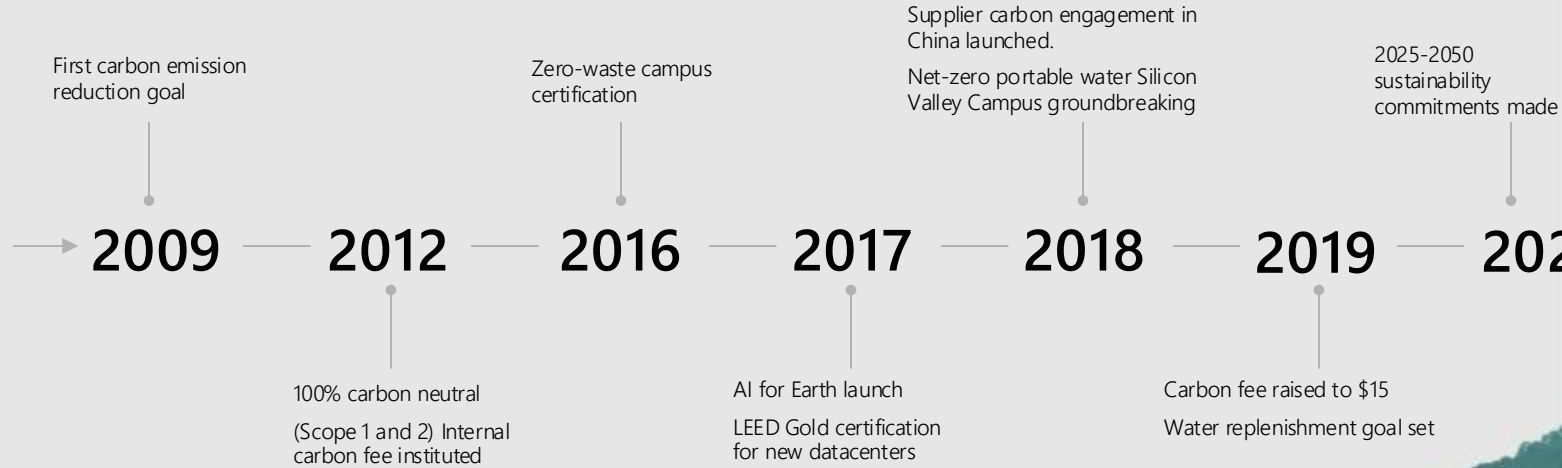 First carbon emission
reduction goal
Zero-waste campus
certification
Supplier carbon engagement in
China launched.
Net-zero portable water Silicon
Valley Campus groundbreaking
2025-2050
sustainability
commitments made
2009
2012
2016
2017
2018
2019
100% carbon neutral
(Scope 1 and 2) Internal
carbon fee instituted
AI for Earth launch
LEED Gold certification
for new datacenters
Carbon fee raised to $15
Water replenishment goal set